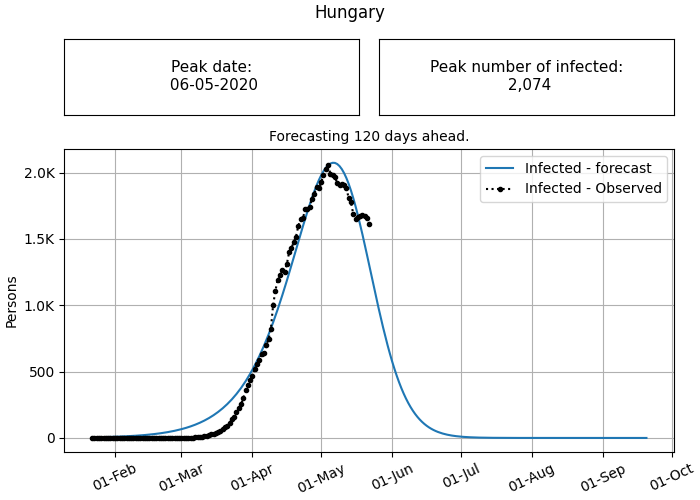 Hungary
Peak date:
06-05-2020
Peak number of infected:
2,074
Forecasting 120 days ahead.
Infected - forecast
Infected - Observed
2.0K
1.5K
1.0K
500
0
Persons
01-Feb
01-Mar
01-Apr
01-May
01-Jun
01-Jul
01-Aug
01-Sep
01-Oct